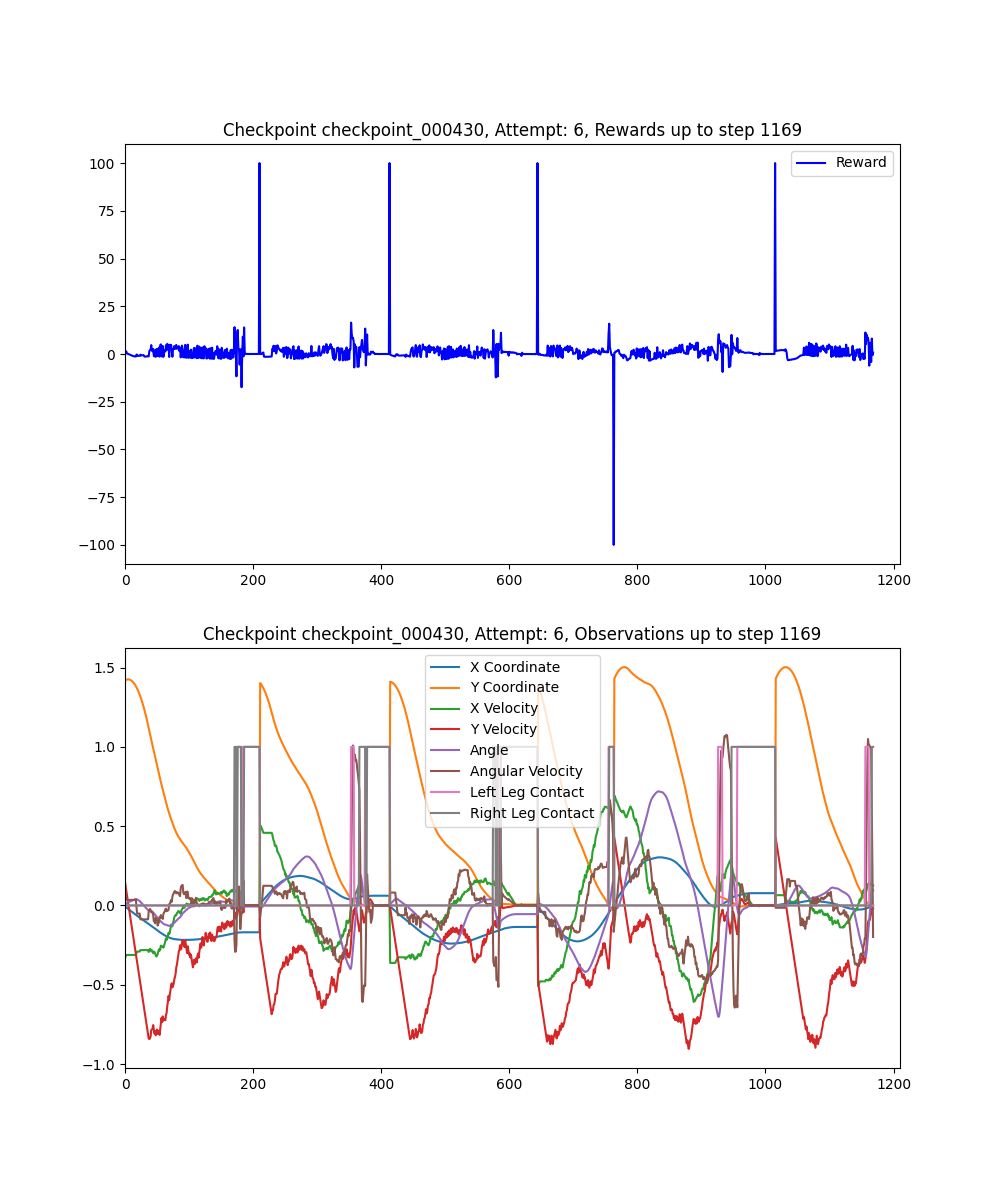 Checkpoint checkpoint_000430, Attempt: 6, Rewards up to step 1169
Reward
100
75
50
25
0
−25
−50
−75
−100
0 200 400 600 800 1000 1200
Checkpoint checkpoint_000430, Attempt: 6, Observations up to step 1169
X Coordinate
Y Coordinate
X Velocity
Y Velocity
Angle
Angular Velocity
Left Leg Contact
Right Leg Contact
1.5
1.0
0.5
0.0
−0.5
−1.0
0 200 400 600 800 1000 1200